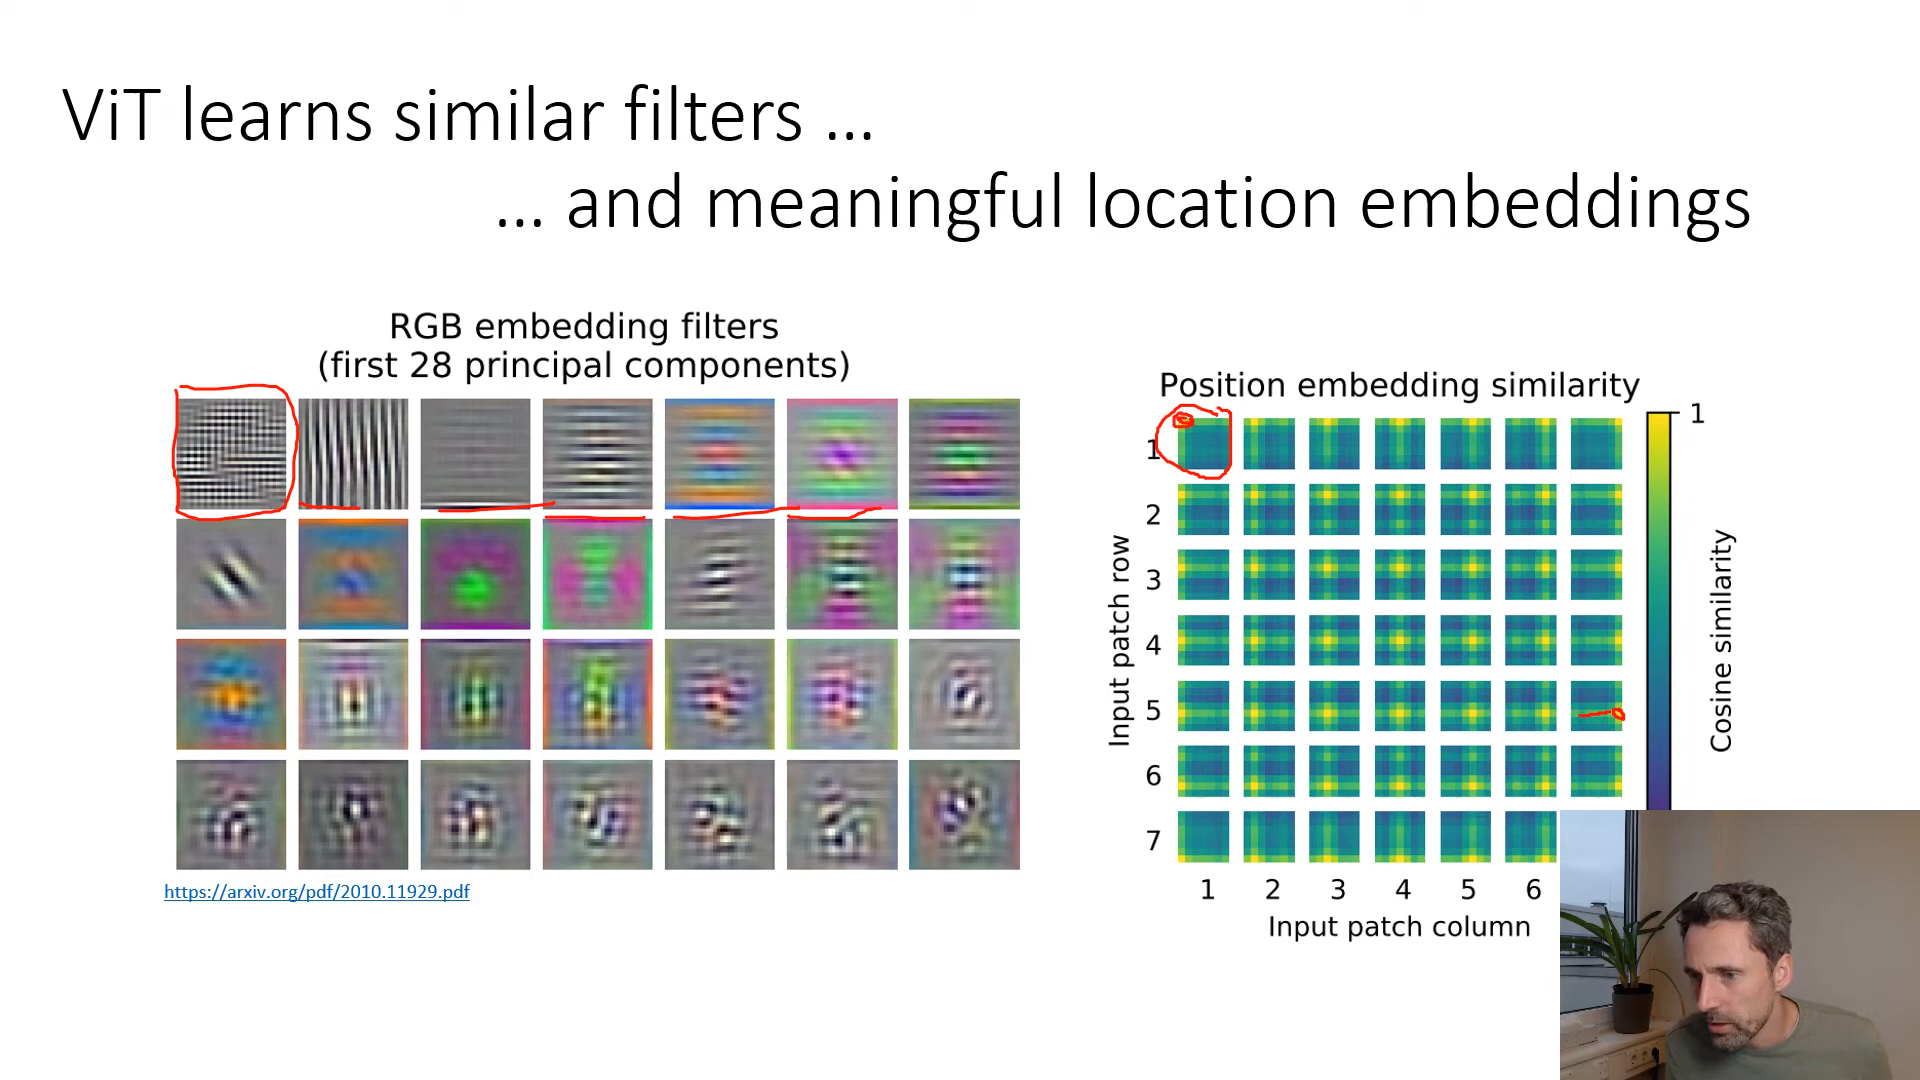 ViT learns similar filters ...
... and meaningful location embeddings
RGB embedding filters
(first 28 principal components)
https://arxiv.org/pdf/2010.11929.pdf
Position embedding similarity
Input patch row
1
2
3
4
5
6
7
1 2 3 4 5 6
Input patch column
1
Cosine similarity